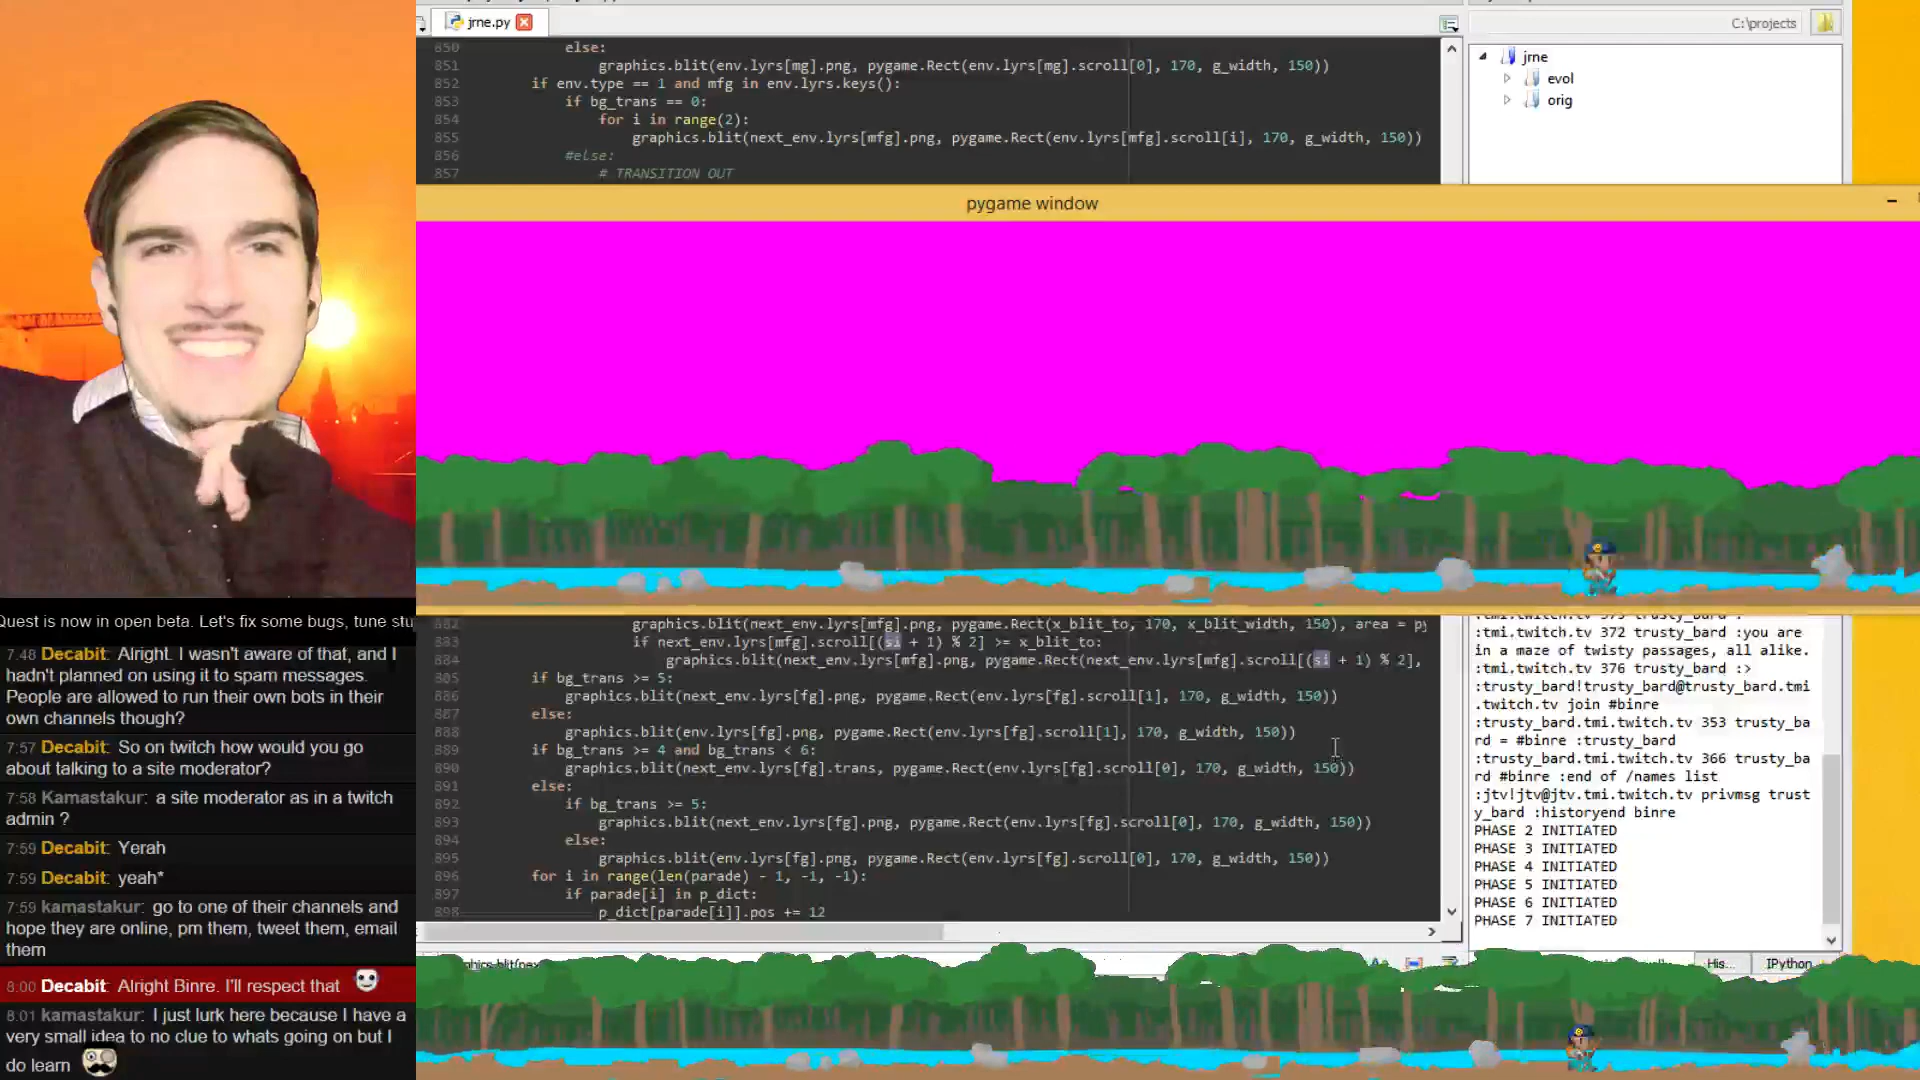 jrne.py
C:\projects
850 else:
851 graphics.blit(env.lyrs[mg].png, pygame.Rect(env.lyrs[mg].scroll[0], 170, g_width, 150))
852 if env.type == 1 and mfg in env.lyrs.keys():
853 if bg_trans == 0:
854 for i in range(2):
855 graphics.blit(next_env.lyrs[mfg].png, pygame.Rect(env.lyrs[mfg].scroll[i], 170, g_width, 150))
856 #else:
857 # TRANSITION OUT
jrne
evol
orig
pygame window
882 graphics.blit(next_env.lyrs[mfg].png, pygame.Rect(x_blit_to, 170, x_blit_width, 150), area = py
883 if next_env.lyrs[mfg].scroll[(si + 1) % 2] >= x_blit_to:
884 graphics.blit(next_env.lyrs[mfg].png, pygame.Rect(next_env.lyrs[mfg].scroll[(si + 1) % 2],
885 if bg_trans >= 5:
886 graphics.blit(next_env.lyrs[fg].png, pygame.Rect(env.lyrs[fg].scroll[1], 170, g_width, 150))
887 else:
888 graphics.blit(env.lyrs[fg].png, pygame.Rect(env.lyrs[fg].scroll[1], 170, g_width, 150))
889 if bg_trans >= 4 and bg_trans < 6:
890 graphics.blit(next_env.lyrs[fg].trans, pygame.Rect(env.lyrs[fg].scroll[0], 170, g_width, 150))
891 else:
892 if bg_trans >= 5:
893 graphics.blit(next_env.lyrs[fg].png, pygame.Rect(env.lyrs[fg].scroll[0], 170, g_width, 150))
894 else:
895 graphics.blit(env.lyrs[fg].png, pygame.Rect(env.lyrs[fg].scroll[0], 170, g_width, 150))
896 for i in range(len(parade) - 1, -1, -1):
897 if parade[i] in p_dict:
898 p_dict[parade[i]].pos += 12
:tmi.twitch.tv 372 trusty_bard :you are
in a maze of twisty passages, all alike.
:tmi.twitch.tv 376 trusty_bard :>
:trusty_bard!trusty_bard@trusty_bard.tmi
.twitch.tv join #binre
:trusty_bard.tmi.twitch.tv 353 trusty_ba
rd = #binre :trusty_bard
:trusty_bard.tmi.twitch.tv 366 trusty_ba
rd #binre :end of /names list
:jtv!jtv@jtv.tmi.twitch.tv privmsg trust
y_bard :historyend binre
PHASE 2 INITIATED
PHASE 3 INITIATED
PHASE 4 INITIATED
PHASE 5 INITIATED
PHASE 6 INITIATED
PHASE 7 INITIATED
His...
IPython
Quest is now in open beta. Let's fix some bugs, tune stu
7:48 Decabit: Alright. I wasn't aware of that, and I
hadn't planned on using it to spam messages.
People are allowed to run their own bots in their
own channels though?
7:57 Decabit: So on twitch how would you go
about talking to a site moderator?
7:58 Kamastakur: a site moderator as in a twitch
admin ?
7:59 Decabit: Yerah
7:59 Decabit: yeah*
7:59 kamastakur: go to one of their channels and
hope they are online, pm them, tweet them, email
them
8:00 Decabit: Alright Binre. I'll respect that
8:01 kamastakur: I just lurk here because I have a
very small idea to no clue to whats going on but I
do learn